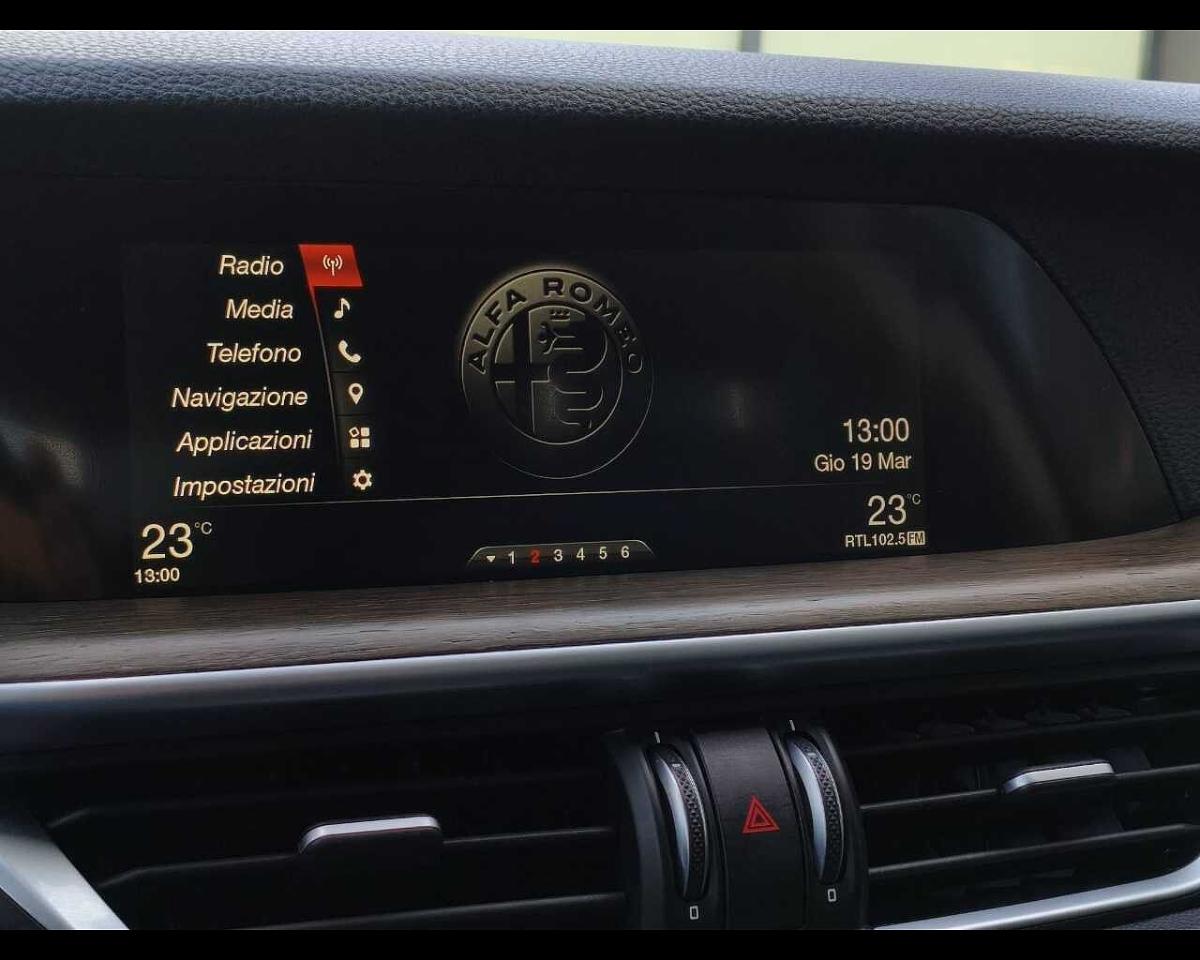 Radio
Media
Telefono
Navigazione
Applicazioni
Impostazioni
ALFA ROMEO
13:00
Gio 19 Mar
23°C
13:00
1 2 3 4 5 6
23°C
RTL102.5 FM